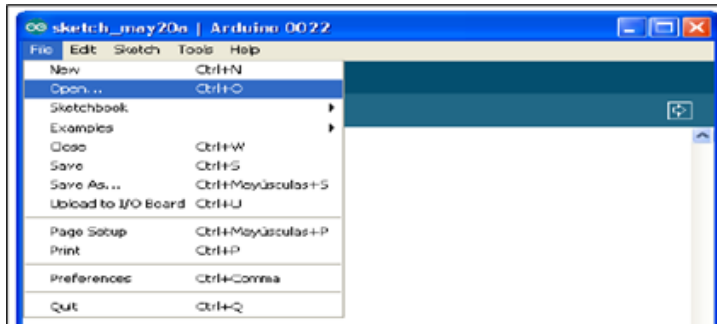 sketch_may20a | Arduino 0022
File Edit Sketch Tools Help
New Ctrl+N
Open... Ctrl+O
Sketchbook
Examples
Close Ctrl+W
Save Ctrl+S
Save As... Ctrl+Mayúsculas+S
Upload to I/O Board Ctrl+U
Page Setup Ctrl+Mayúsculas+P
Print Ctrl+P
Preferences Ctrl+Comma
Quit Ctrl+Q